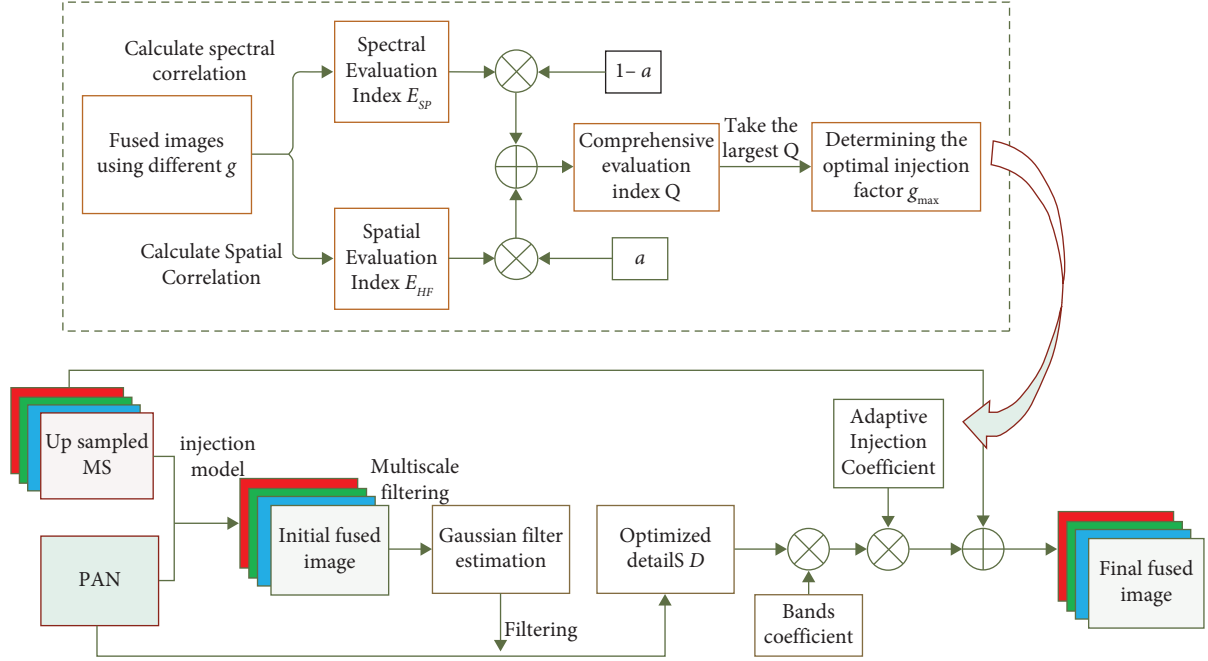 Calculate spectral
correlation
Fused images
using different g
Calculate Spatial
Correlation
Spectral
Evaluation
Index E_SP
Spatial
Evaluation
Index E_HF
1– a
a
Comprehensive
evaluation
index Q
Take the
largest Q
Determining the
optimal injection
factor g_max
Up sampled
MS
PAN
injection
model
Initial fused
image
Multiscale
filtering
Gaussian filter
estimation
Filtering
Optimized
detailS D
Bands
coefficient
Adaptive
Injection
Coefficient
Final fused
image